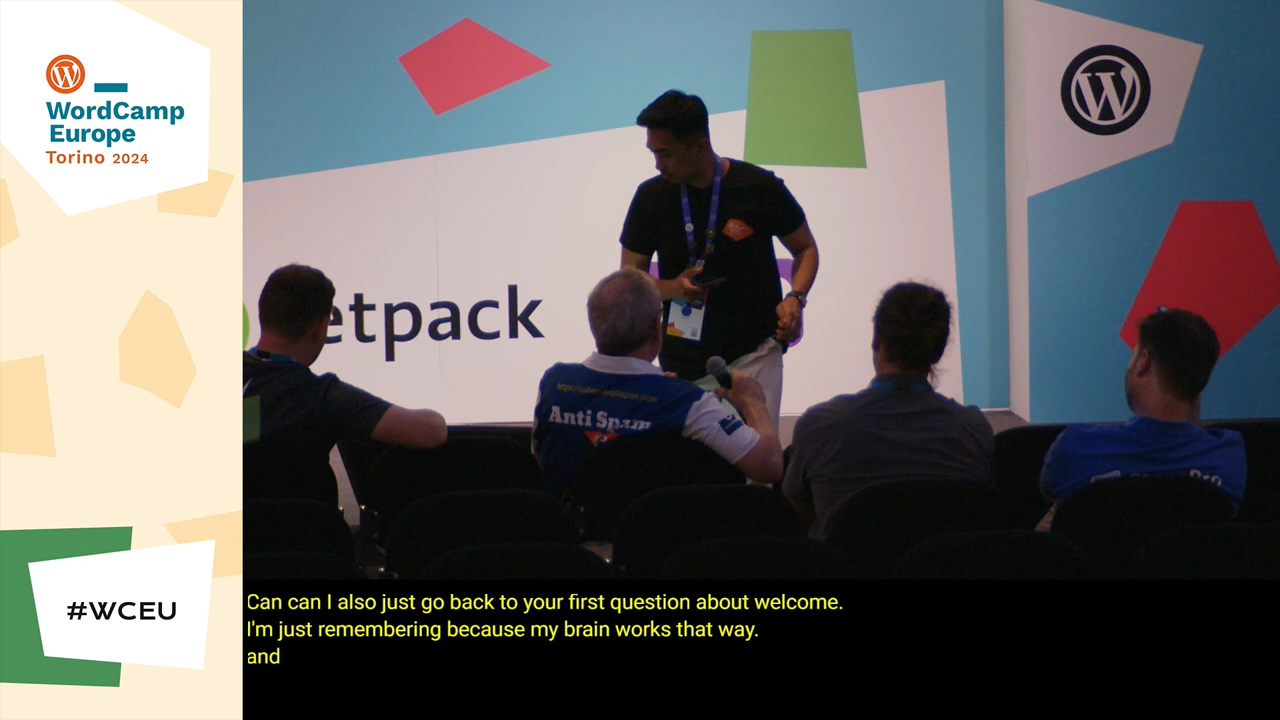 WordCamp
Europe
Torino 2024
#WCEU
etpack
Anti Spam
Pro
Can can I also just go back to your first question about welcome.
I'm just remembering because my brain works that way.
and